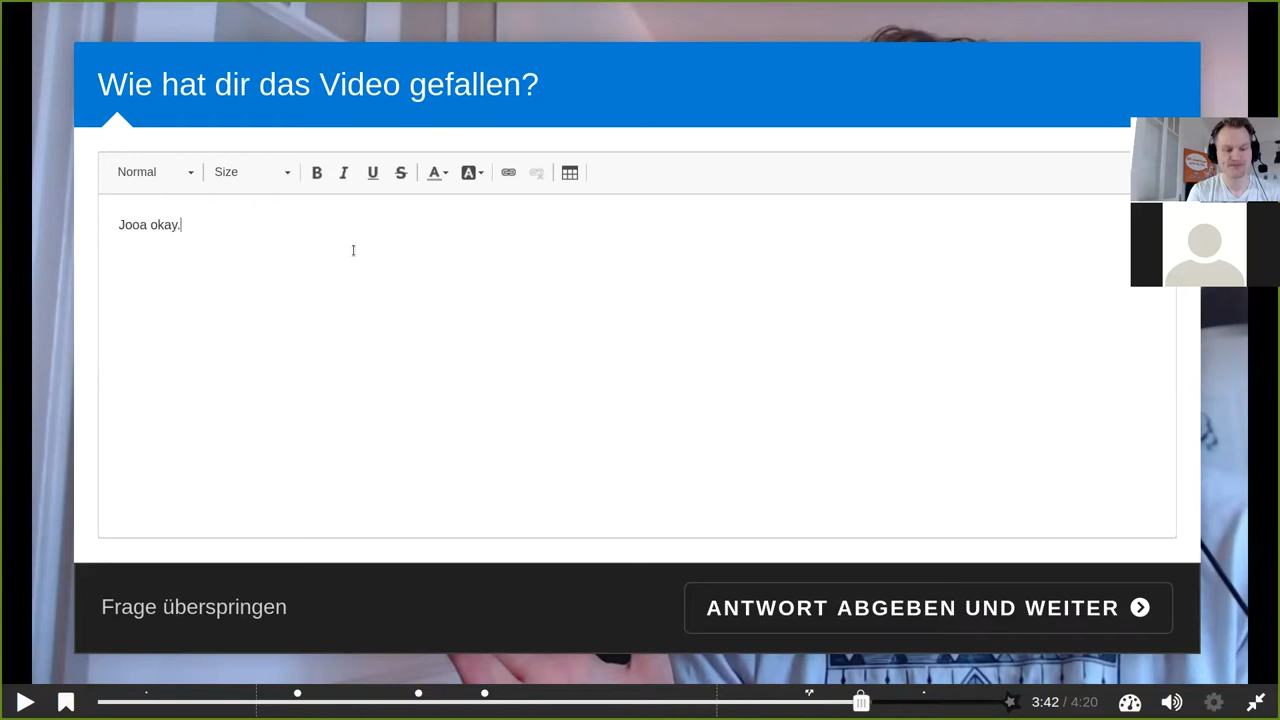 Wie hat dir das Video gefallen?
Normal
Size
B I U S A A
Jooa okay.
Frage überspringen
ANTWORT ABGEBEN UND WEITER
3:42 / 4:20